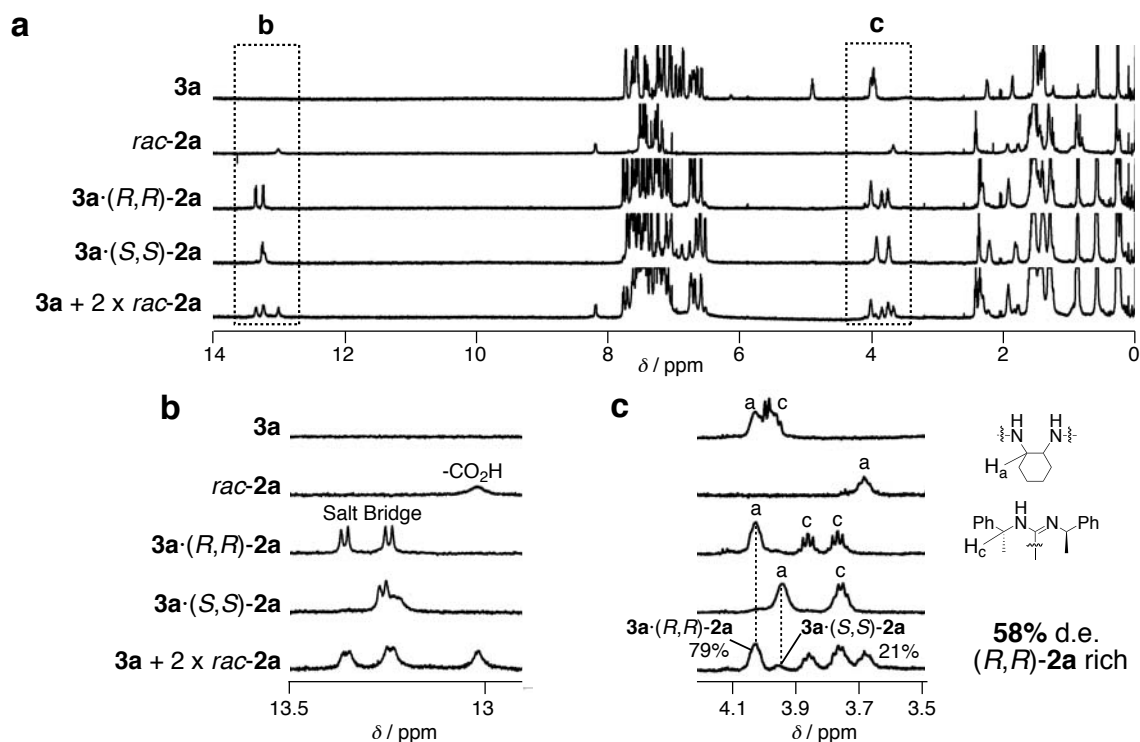 a
b
c
3a
rac-2a
3a·(R,R)-2a
3a·(S,S)-2a
3a + 2 x rac-2a
14 12 10 8 6 4 2 0
δ / ppm
b
3a
rac-2a
-CO2H
Salt Bridge
3a·(R,R)-2a
3a·(S,S)-2a
3a + 2 x rac-2a
13.5 13
δ / ppm
c
a c
a
a c c
a c
3a·(R,R)-2a
79%
3a·(S,S)-2a
21%
4.1 3.9 3.7 3.5
δ / ppm
H H
N N
Ha
H
Ph N N Ph
Hc
58% d.e.
(R,R)-2a rich